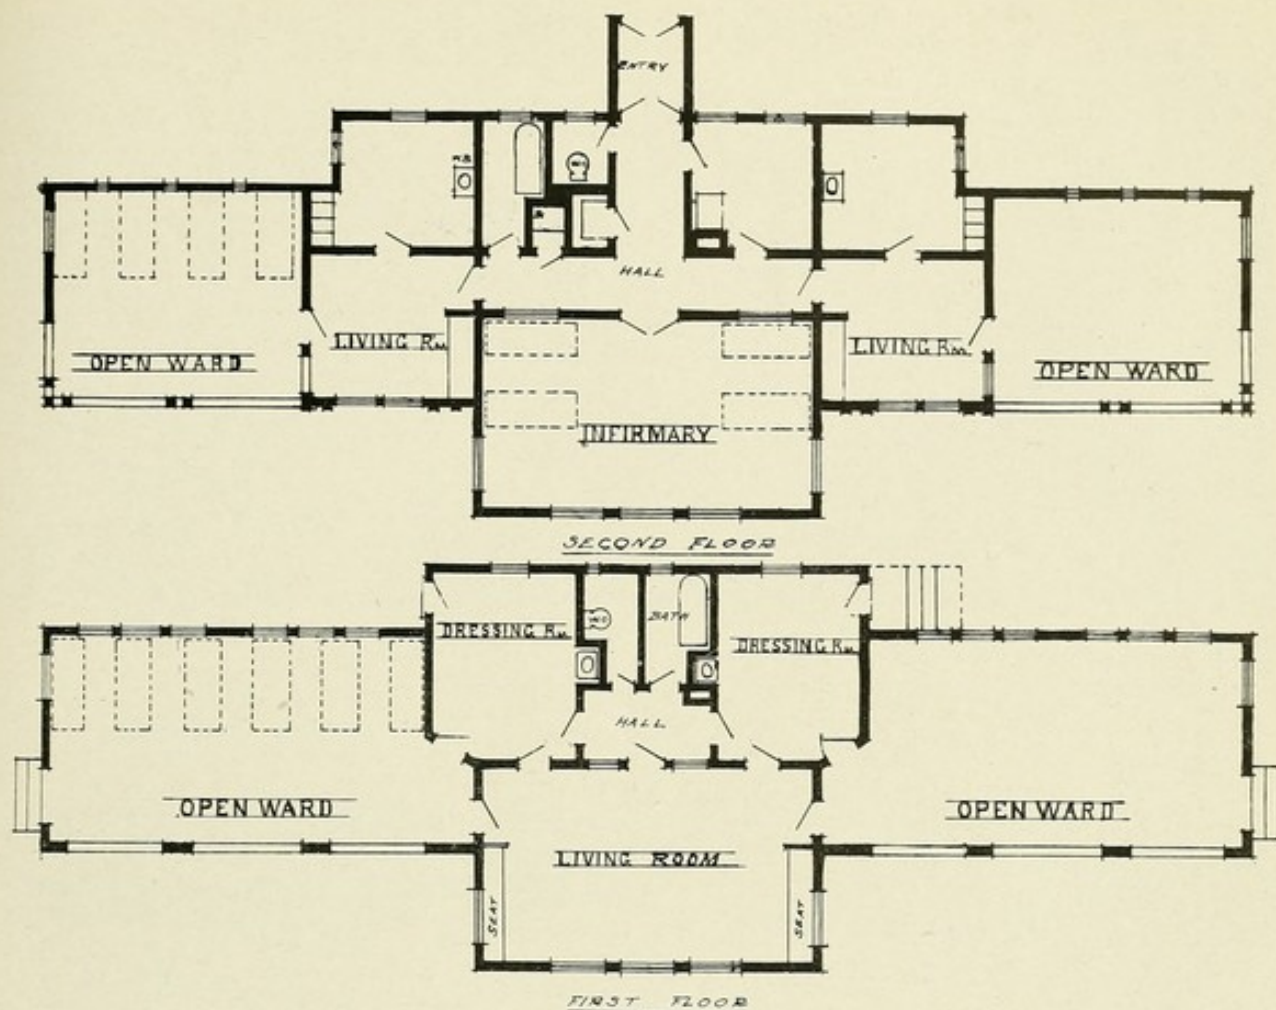 ENTRY
W.B.
W.C.
HALL
LIVING Rm
LIVING Rm
OPEN WARD
OPEN WARD
INFIRMARY
SECOND FLOOR
DRESSING Rm
W.C.
BATH
DRESSING Rm
HALL
OPEN WARD
OPEN WARD
LIVING ROOM
SEAT
SEAT
FIRST FLOOR